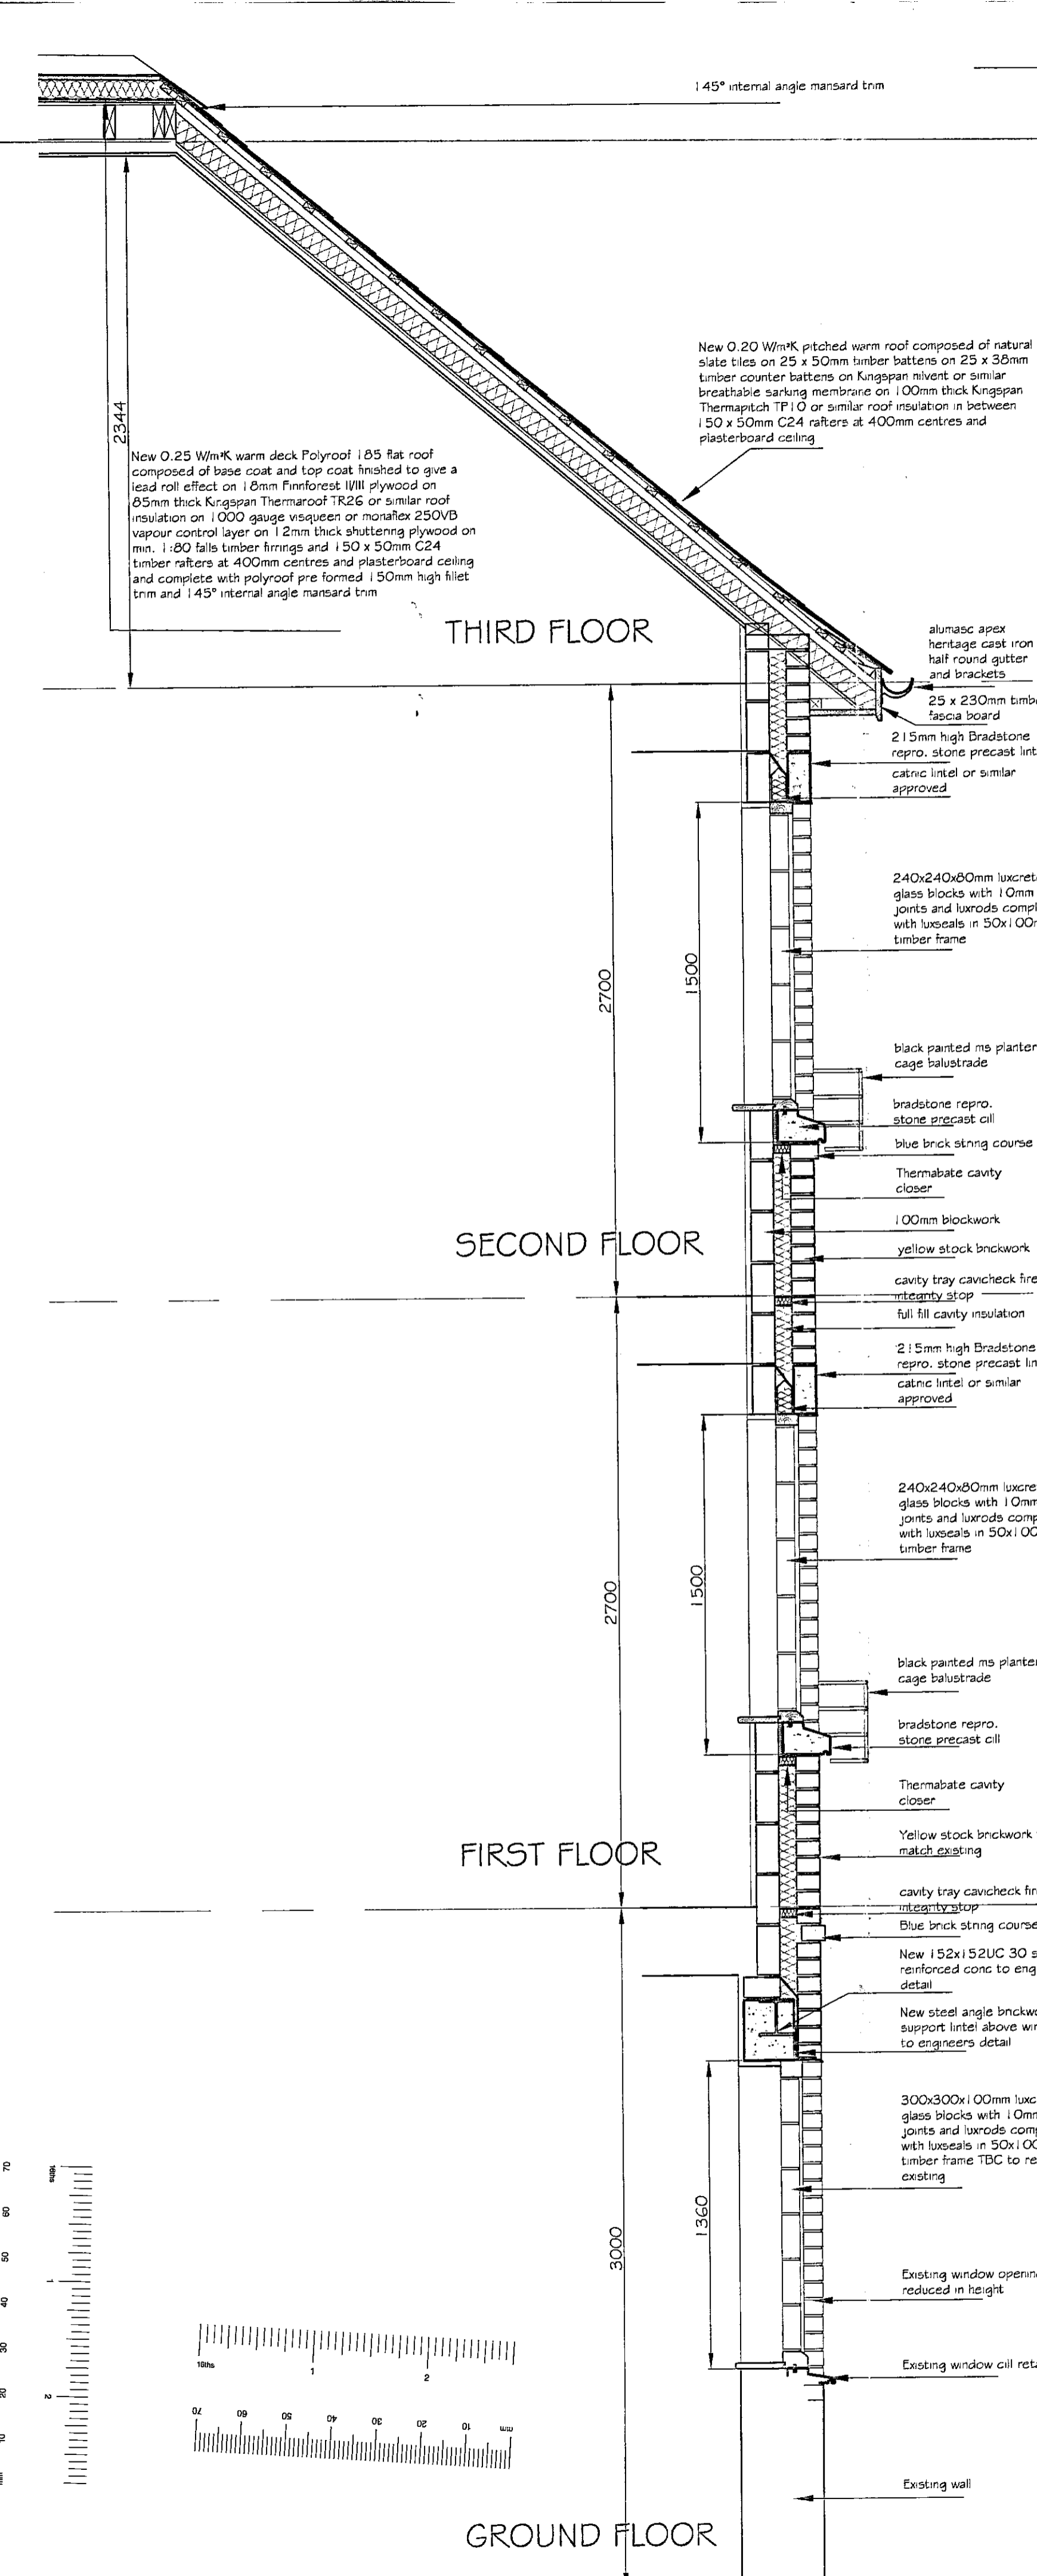 145° internal angle mansard trim
New 0.20 W/m²K pitched warm roof composed of natural
slate tiles on 25 x 50mm timber battens on 25 x 38mm
timber counter battens on Kingspan nilvent or similar
breathable sarking membrane on 100mm thick Kingspan
Thermapitch TP10 or similar roof insulation in between
150 x 50mm C24 rafters at 400mm centres and
plasterboard ceiling
2344
New 0.25 W/m²K warm deck Polyroof 185 flat roof
composed of base coat and top coat finished to give a
lead roll effect on 18mm Finnforest II/III plywood on
85mm thick Kingspan Thermaroof TR26 or similar roof
insulation on 1000 gauge visqueen or monaflex 250VB
vapour control layer on 12mm thick shuttering plywood on
min. 1:80 falls timber firrings and 150 x 50mm C24
timber rafters at 400mm centres and plasterboard ceiling
and complete with polyroof pre formed 150mm high fillet
trim and 145° internal angle mansard trim
THIRD FLOOR
alumasc apex
heritage cast iron
half round gutter
and brackets
25 x 230mm timb
fascia board
215mm high Bradstone
repro. stone precast lint
catnic lintel or similar
approved
240x240x80mm luxcret
glass blocks with 10mm
joints and luxrods compl
with luxseals in 50x100
timber frame
2700
1500
black painted ms planter
cage balustrade
bradstone repro.
stone precast cill
blue brick string course
Thermabate cavity
closer
100mm blockwork
SECOND FLOOR
yellow stock brickwork
cavity tray cavicheck fire
integrity stop
full fill cavity insulation
215mm high Bradstone
repro. stone precast lin
catnic lintel or similar
approved
240x240x80mm luxcre
glass blocks with 10mm
joints and luxrods comp
with luxseals in 50x100
timber frame
2700
1500
black painted ms plante
cage balustrade
bradstone repro.
stone precast cill
Thermabate cavity
closer
Yellow stock brickwork
match existing
FIRST FLOOR
cavity tray cavicheck fir
integrity stop
Blue brick string course
New 152x152UC 30 s
reinforced conc to eng
detail
New steel angle brickwo
support lintel above win
to engineers detail
300x300x100mm luxc
glass blocks with 10mm
joints and luxrods comp
with luxseals in 50x100
timber frame TBC to re
existing
3000
1360
Existing window openin
reduced in height
Existing window cill reta
Existing wall
GROUND FLOOR
70
60
50
40
30
20
10
mm
16ths
1
2
16ths
1
2
70
60
50
40
30
20
10
mm